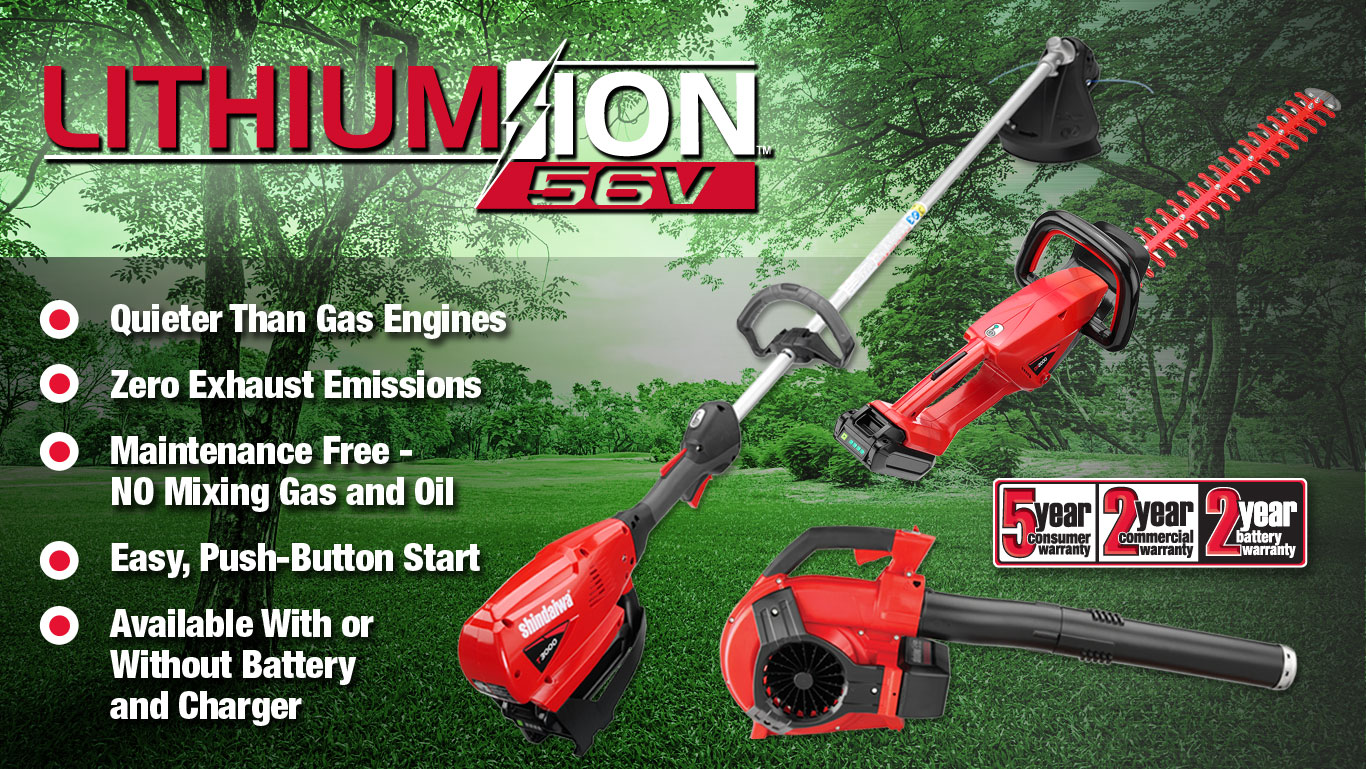 LITHIUM ION™
56V
Quieter Than Gas Engines
Zero Exhaust Emissions
Maintenance Free -
NO Mixing Gas and Oil
Easy, Push-Button Start
Available With or
Without Battery
and Charger
shindaiwa
3000
5 year
consumer
warranty
2 year
commercial
warranty
2 year
battery
warranty